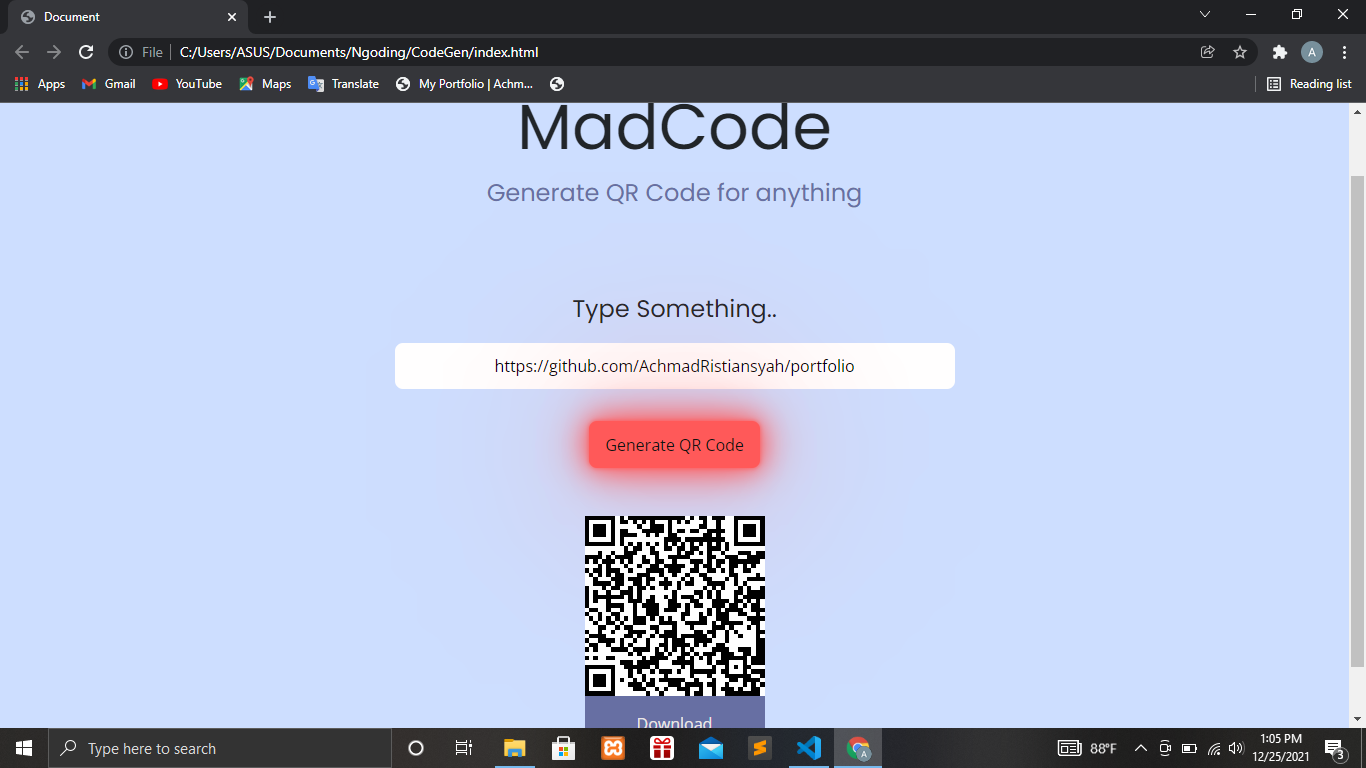 Document
File
C:/Users/ASUS/Documents/Ngoding/CodeGen/index.html
A
Apps
Gmail
YouTube
Maps
Translate
My Portfolio | Achm...
Reading list
MadCode
Generate QR Code for anything
Type Something..
https://github.com/AchmadRistiansyah/portfolio
Generate QR Code
Download
Type here to search
A
88°F
1:05 PM
12/25/2021
3